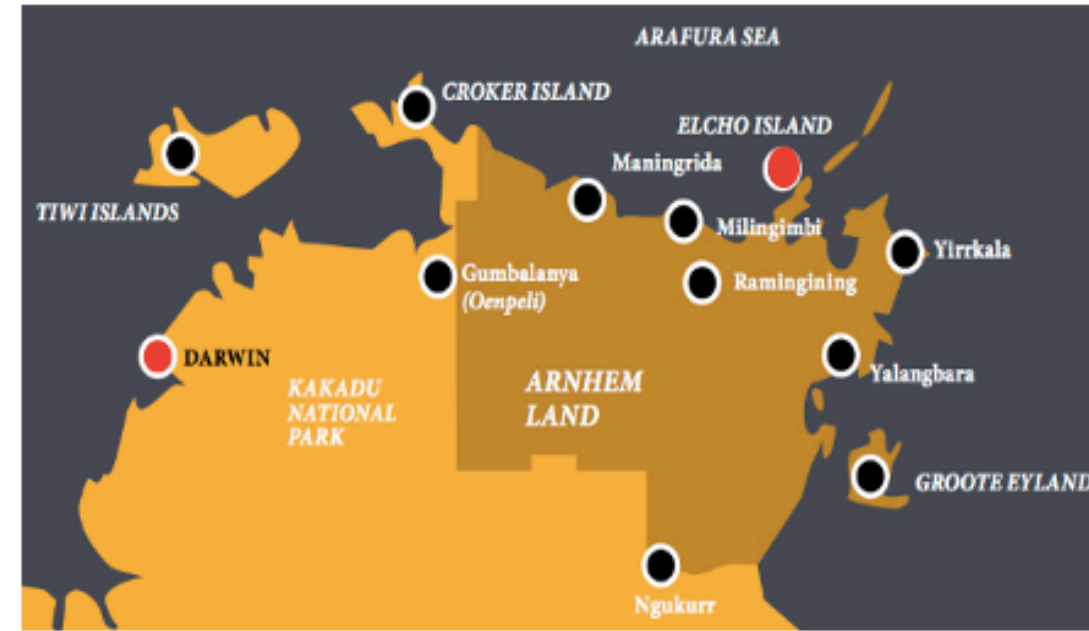 ARAFURA SEA
CROKER ISLAND
ELCHO ISLAND
Maningrida
TIWI ISLANDS
Milingimbi
Yirrkala
Gumbalanya
(Oenpeli)
Ramingining
DARWIN
KAKADU
NATIONAL
PARK
ARNHEM
LAND
Yalangbara
GROOTE EYLAND
Ngukurr